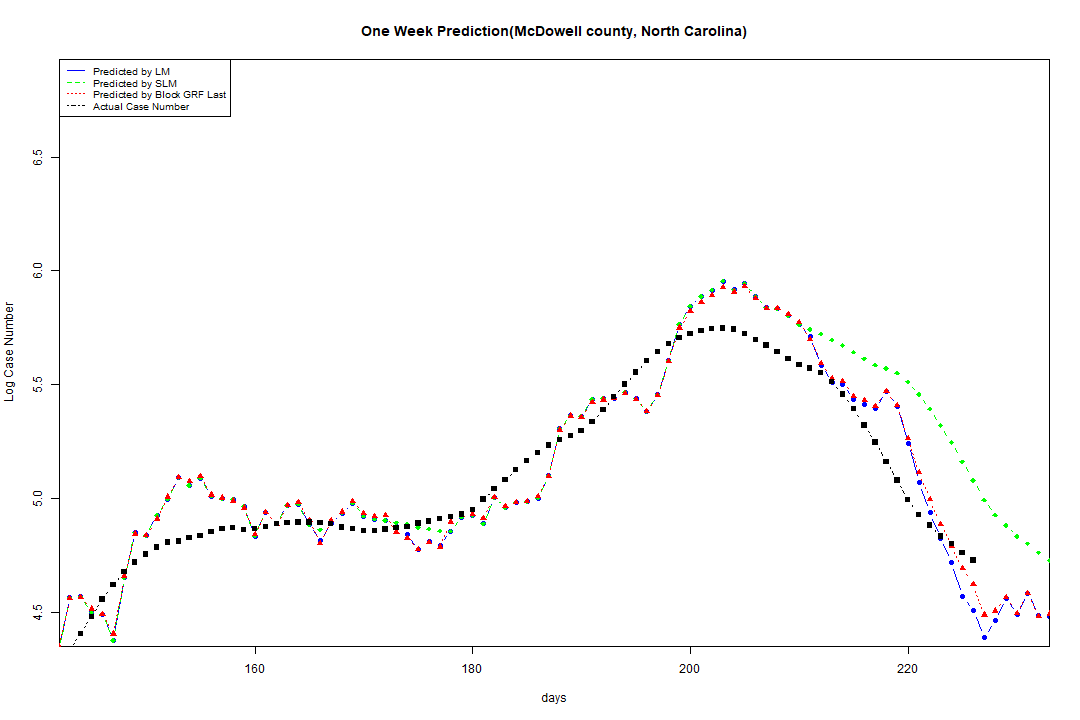 One Week Prediction(McDowell county, North Carolina)
Predicted by LM
Predicted by SLM
Predicted by Block GRF Last
Actual Case Number
6.5
6.0
5.5
5.0
4.5
Log Case Number
160
180
200
220
days